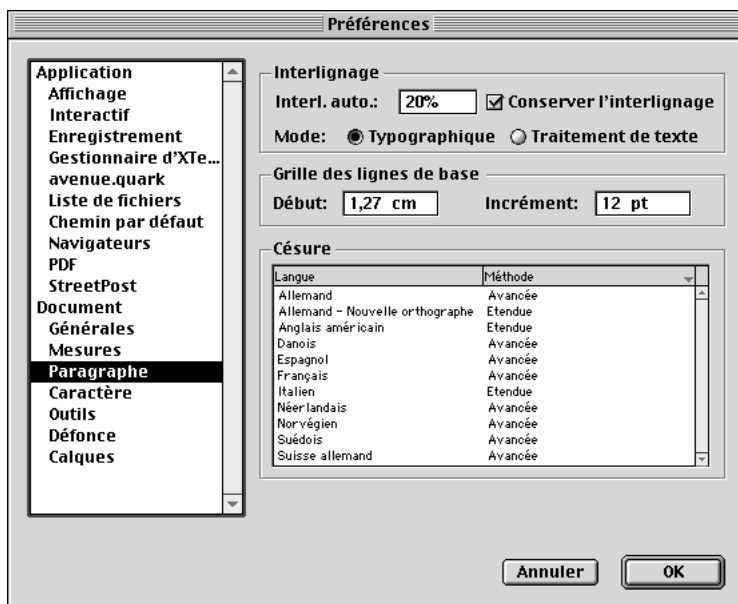 Préférences
Application
Affichage
Interactif
Enregistrement
Gestionnaire d'XTe...
avenue.quark
Liste de fichiers
Chemin par défaut
Navigateurs
PDF
StreetPost
Document
Générales
Mesures
Paragraphe
Caractère
Outils
Défonce
Calques
Interlignage
Interl. auto.: 20% Conserver l'interlignage
Mode: Typographique Traitement de texte
Grille des lignes de base
Début: 1,27 cm Incrément: 12 pt
Césure
Langue Méthode
Allemand Avancée
Allemand - Nouvelle orthographe Etendue
Anglais américain Etendue
Danois Avancée
Espagnol Avancée
Français Avancée
Italien Etendue
Néerlandais Avancée
Norvégien Avancée
Suédois Avancée
Suisse allemand Avancée
Annuler OK